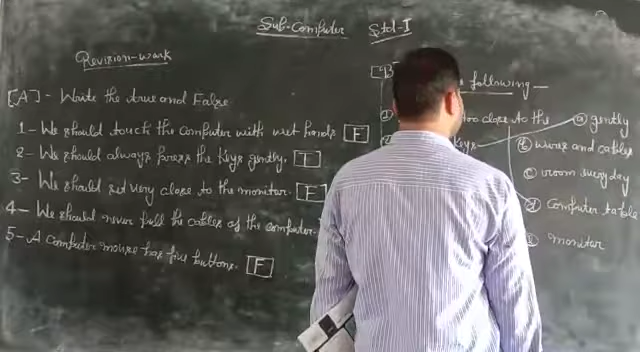 Sub-Computer Std-I
Revision-work
[A]- Write the true and False
1- We should touch the computer with wet hands F
2- We should always press the keys gently. T
3- We should sit very close to the monitor. F
4- We should never pull the cables of the computer.
5- A computer mouse has five buttons. F
[B] following-
too close to the
keys
a gently
b wires and cables
c room everyday
d computer table
e monitor